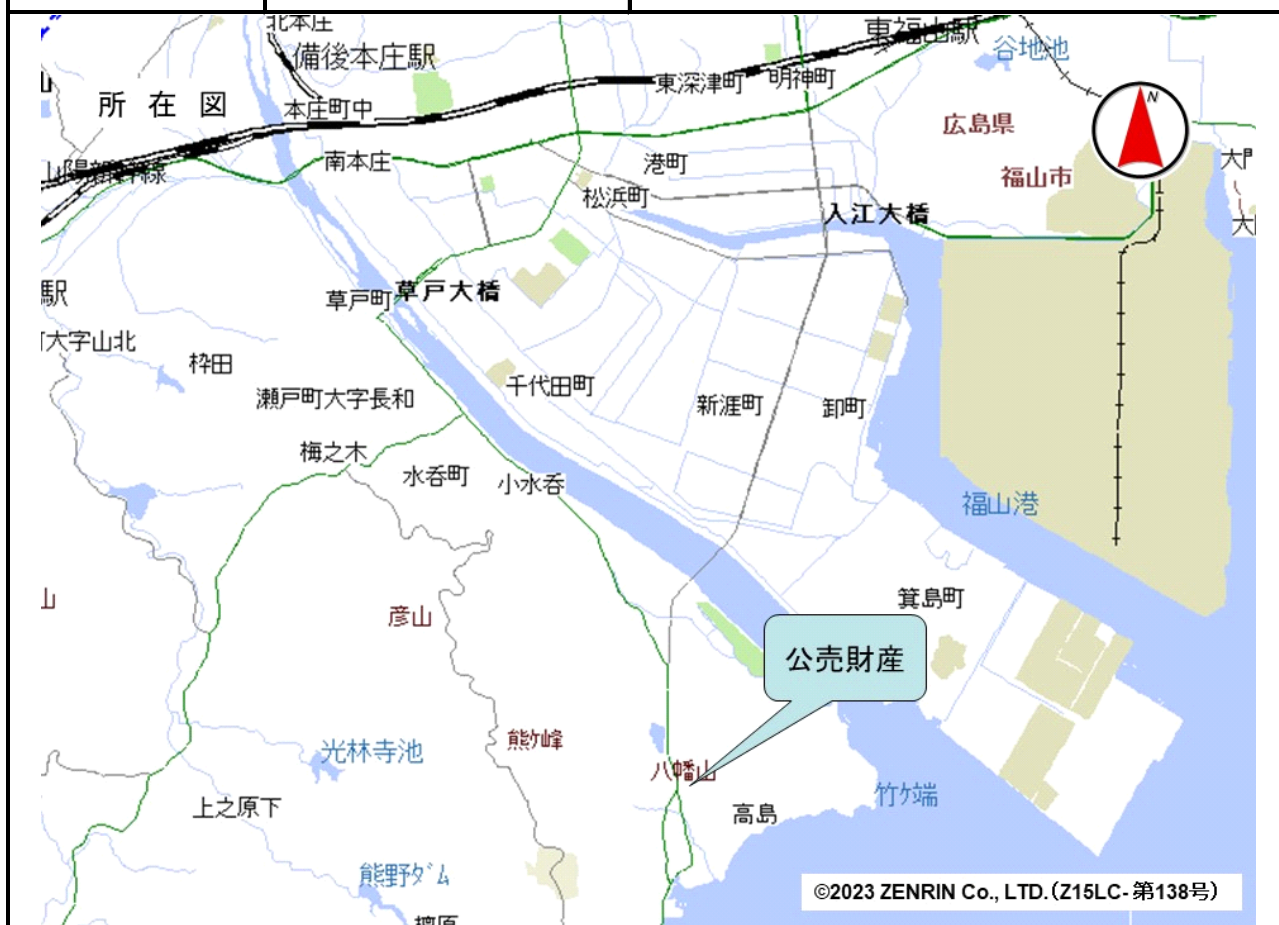 北本庄
備後本庄駅
東福山駅
谷地池
所在図
本庄町中
東深津町
明神町
広島県
N
南本庄
港町
福山市
大門
松浜町
入江大橋
駅
草戸町
草戸大橋
町大字山北
枠田
瀬戸町大字長和
千代田町
新涯町
卸町
梅之木
水呑町
小水呑
福山港
山
彦山
箕島町
公売財産
熊ケ峰
光林寺池
八幡山
竹ケ端
上之原下
高島
熊野ダム
©2023 ZENRIN Co., LTD.(Z15LC-第138号)